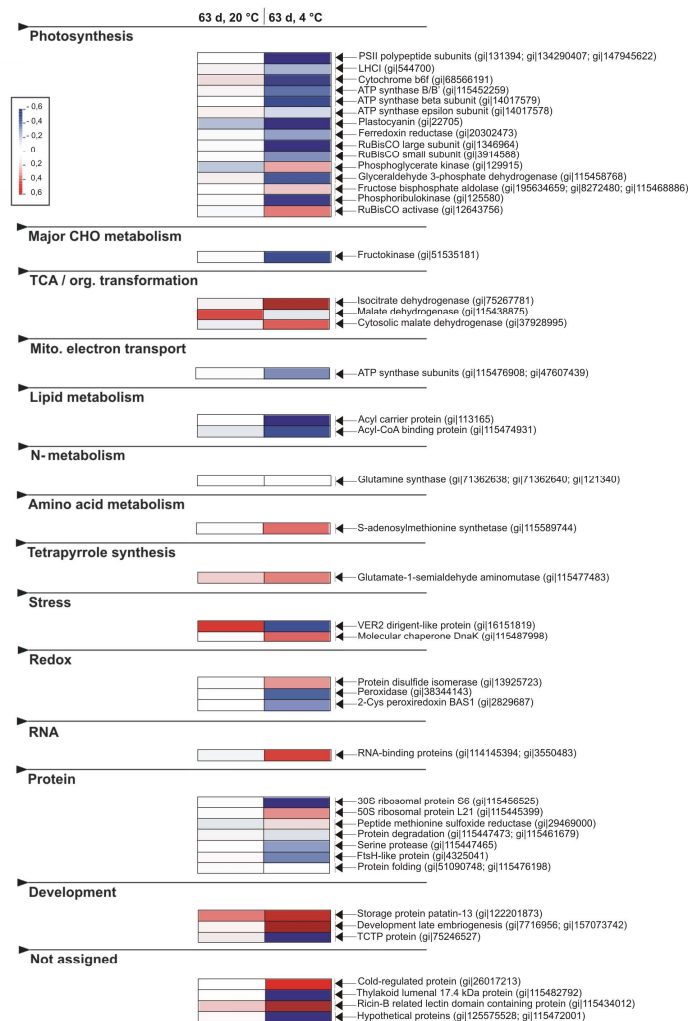 63 d, 20 °C 63 d, 4 °C
Photosynthesis
PSII polypeptide subunits (gi|131394; gi|134290407; gi|147945622)
LHCI (gi|544700)
Cytochrome b6f (gi|68566191)
ATP synthase B/B' (gi|115452259)
ATP synthase beta subunit (gi|14017579)
ATP synthase epsilon subunit (gi|14017578)
Plastocyanin (gi|22705)
Ferredoxin reductase (gi|20302473)
RuBisCO large subunit (gi|1346964)
RuBisCO small subunit (gi|3914588)
Phosphoglycerate kinase (gi|129915)
Glyceraldehyde 3-phosphate dehydrogenase (gi|115458768)
Fructose bisphosphate aldolase (gi|195634659; gi|8272480; gi|115468886)
Phosphoribulokinase (gi|125580)
RuBisCO activase (gi|12643756)
- 0,6
- 0,4
- 0,2
0
0,2
0,4
0,6
Major CHO metabolism
Fructokinase (gi|51535181)
TCA / org. transformation
Isocitrate dehydrogenase (gi|75267781)
Malate dehydrogenase (gi|115438875)
Cytosolic malate dehydrogenase (gi|37928995)
Mito. electron transport
ATP synthase subunits (gi|115476908; gi|47607439)
Lipid metabolism
Acyl carrier protein (gi|113165)
Acyl-CoA binding protein (gi|115474931)
N- metabolism
Glutamine synthase (gi|71362638; gi|71362640; gi|121340)
Amino acid metabolism
S-adenosylmethionine synthetase (gi|115589744)
Tetrapyrrole synthesis
Glutamate-1-semialdehyde aminomutase (gi|115477483)
Stress
VER2 dirigent-like protein (gi|16151819)
Molecular chaperone DnaK (gi|115487998)
Redox
Protein disulfide isomerase (gi|13925723)
Peroxidase (gi|38344143)
2-Cys peroxiredoxin BAS1 (gi|2829687)
RNA
RNA-binding proteins (gi|114145394; gi|3550483)
Protein
30S ribosomal protein S6 (gi|115456525)
50S ribosomal protein L21 (gi|115445399)
Peptide methionine sulfoxide reductase (gi|29469000)
Protein degradation (gi|115447473; gi|115461679)
Serine protease (gi|115447465)
FtsH-like protein (gi|4325041)
Protein folding (gi|51090748; gi|115476198)
Development
Storage protein patatin-13 (gi|122201873)
Development late embriogenesis (gi|7716956; gi|157073742)
TCTP protein (gi|75246527)
Not assigned
Cold-regulated protein (gi|26017213)
Thylakoid lumenal 17.4 kDa protein (gi|115482792)
Ricin-B related lectin domain containing protein (gi|115434012)
Hypothetical proteins (gi|125575528; gi|115472001)